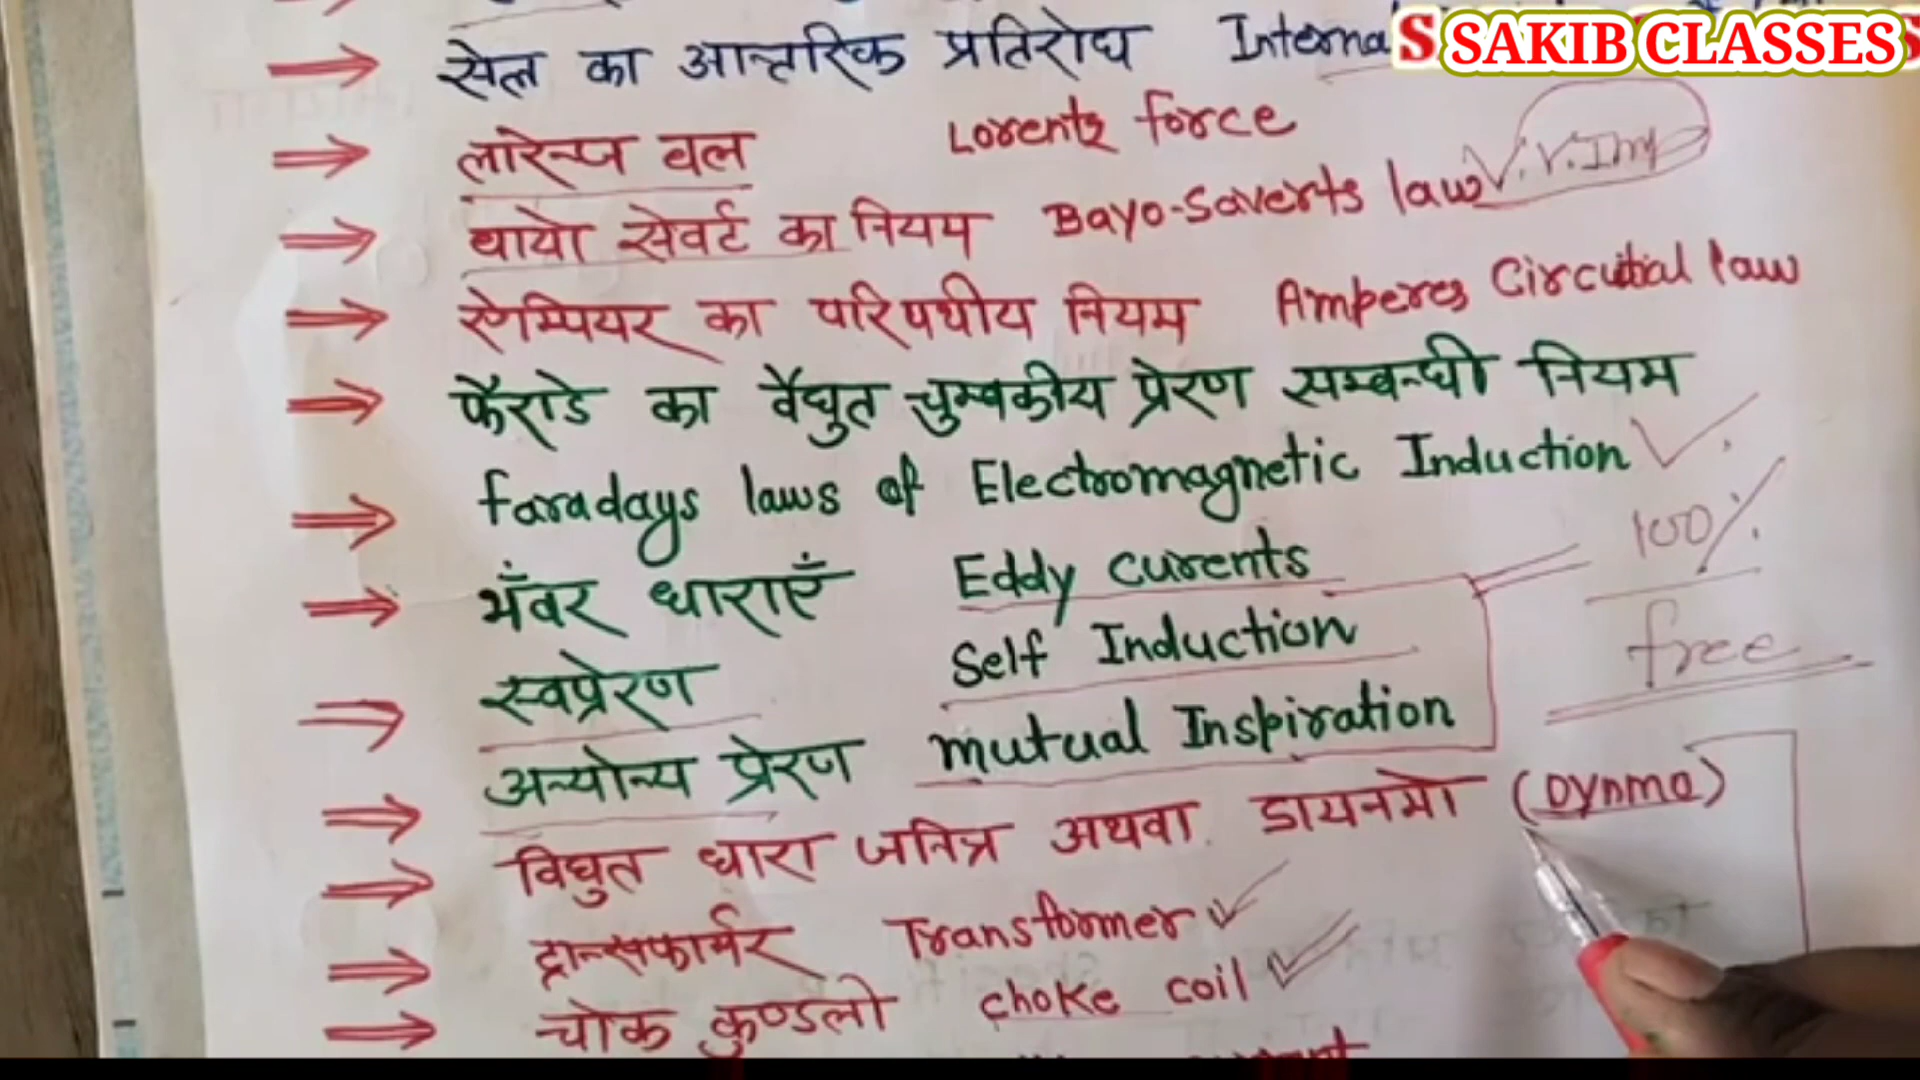 SAKIB CLASSES
सेल का आन्तरिक प्रतिरोध Interna
लारेन्ज वल Lorentz force
वायो सेवर्ट का नियम Bayo-Saverts law V.V.Imp
ऐम्पियर का परिपथीय नियम Amperes Circuital law
फैराडे का वैघुत चुम्बकीय प्रेरण सम्बन्धी नियम
faradays laws of Electromagnetic Induction
100%
भँवर धाराएँ Eddy curents
free
स्वप्रेरण Self Induction
अन्योन्य प्रेरण mutual Inspiration
विघुत धारा जनित्र अथवा डायनमो (Dynma)
ट्रान्सफार्मर Transformer
चोक कुण्डली choke coil